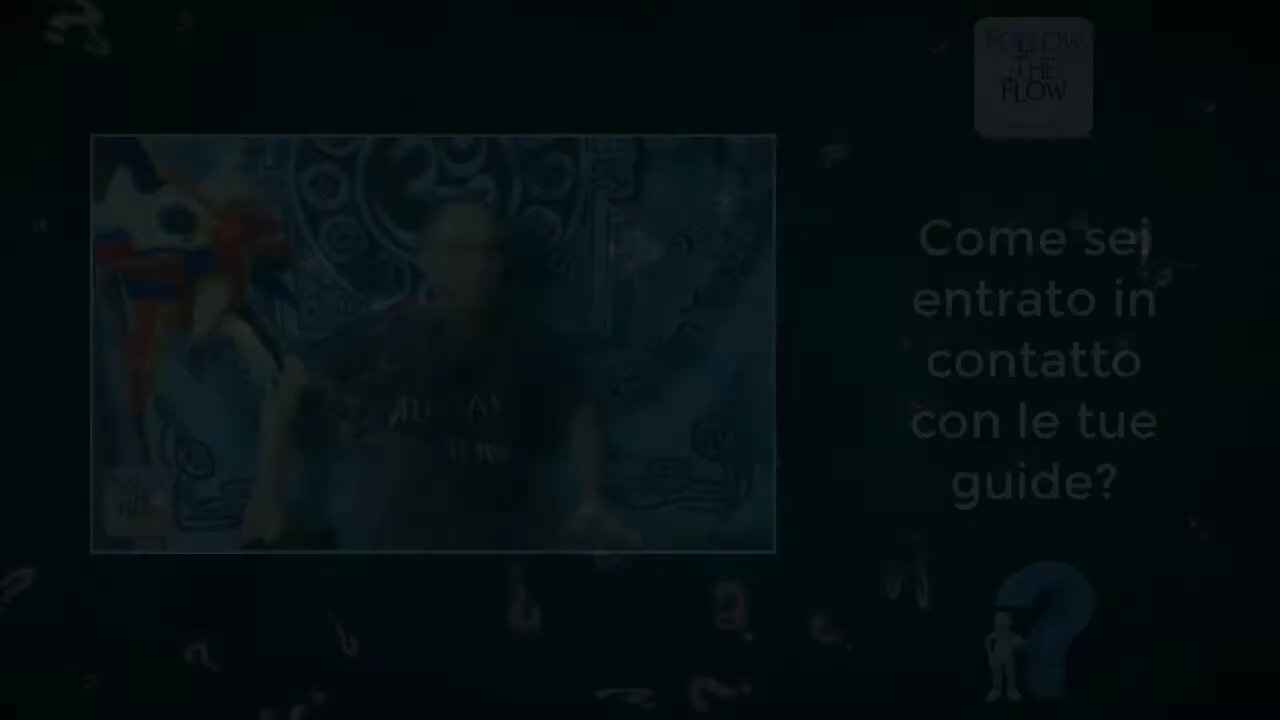 FOLLOW
THE
FLOW
Come sei
entrato in
contatto
con le tue
guide?